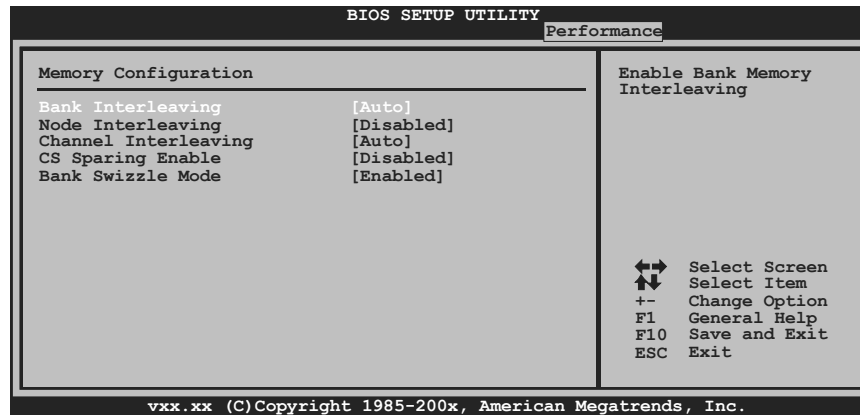 BIOS SETUP UTILITY
Performance
Memory Configuration
Bank Interleaving [Auto]
Node Interleaving [Disabled]
Channel Interleaving [Auto]
CS Sparing Enable [Disabled]
Bank Swizzle Mode [Enabled]
Enable Bank Memory
Interleaving
Select Screen
Select Item
+- Change Option
F1 General Help
F10 Save and Exit
ESC Exit
vxx.xx (C)Copyright 1985-200x, American Megatrends, Inc.